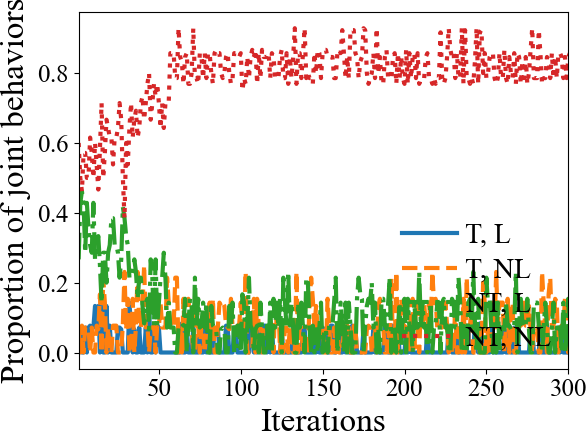 Proportion of joint behaviors
0.8
0.6
0.4
0.2
0.0
T, L
T, NL
NT, L
NT, NL
50
100
150
200
250
300
Iterations